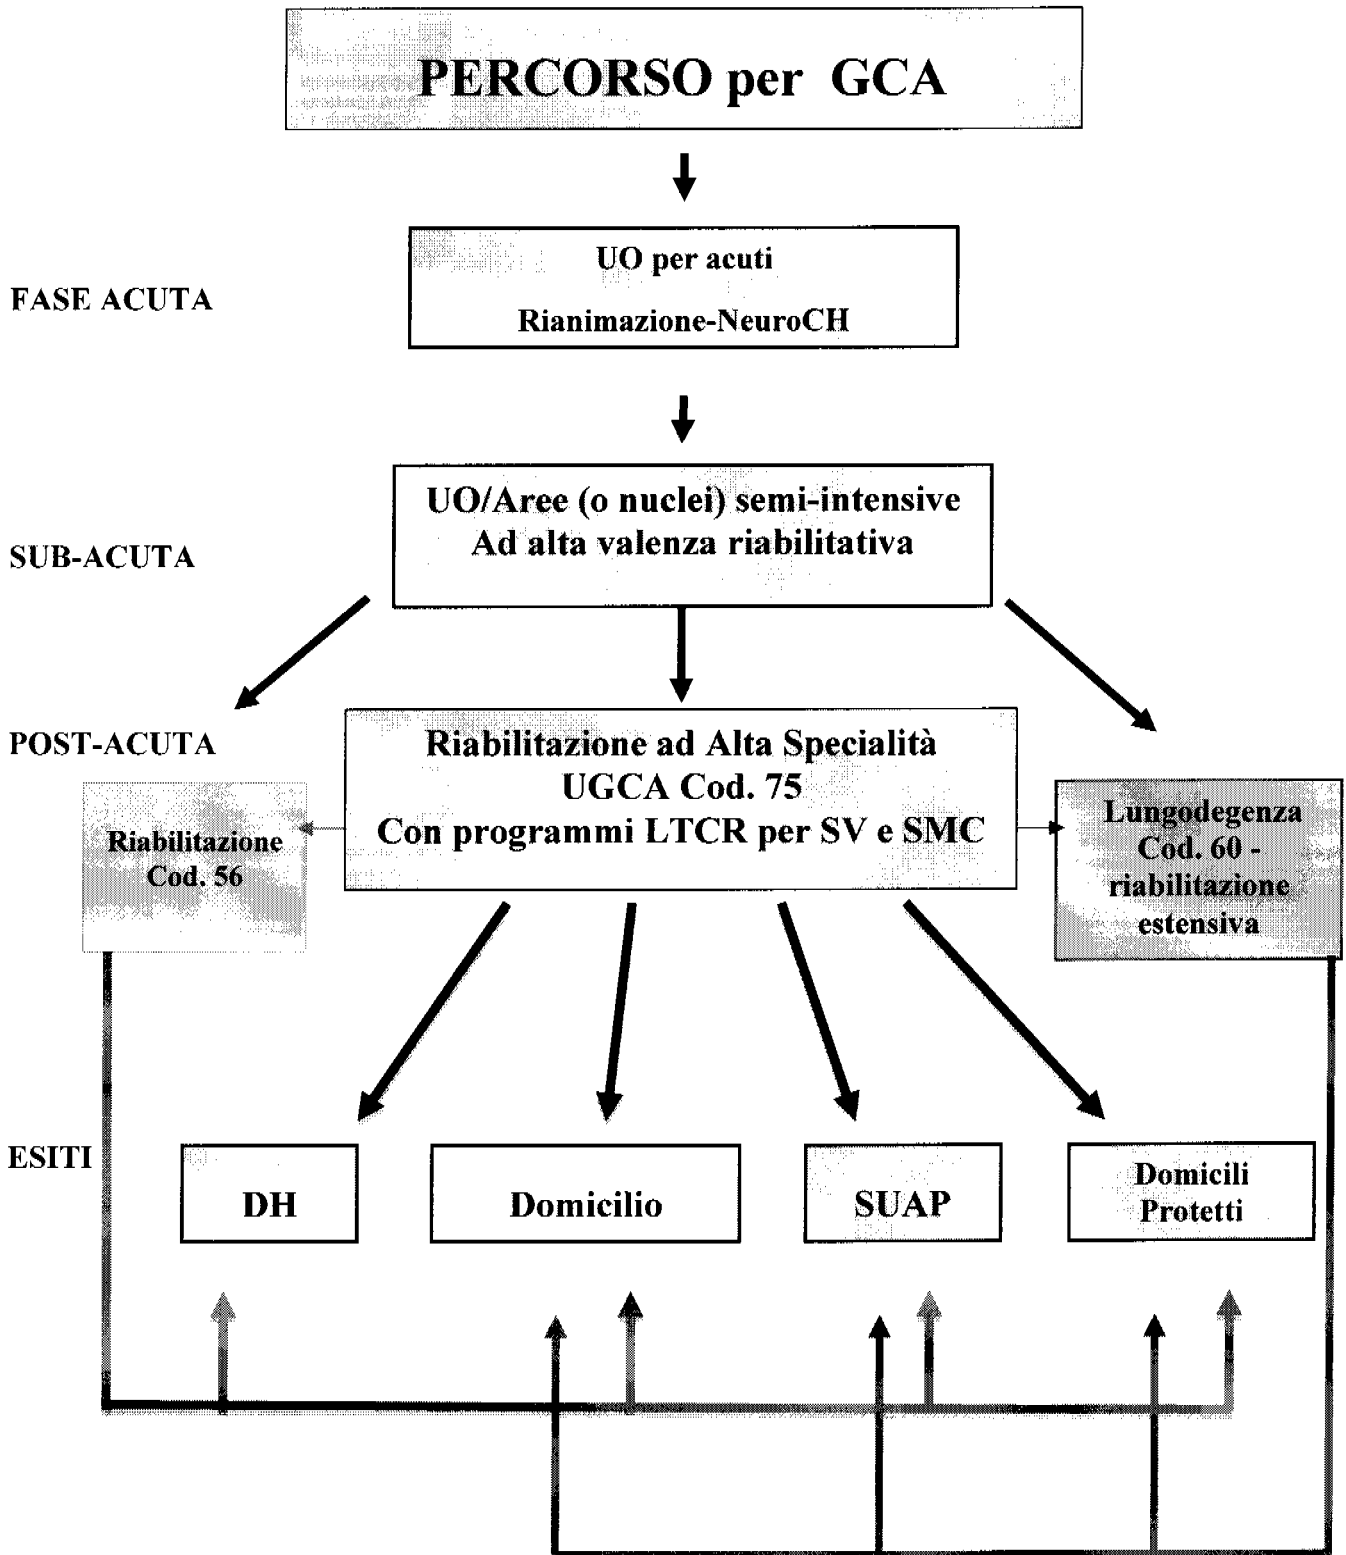 PERCORSO per GCA
UO per acuti
Rianimazione-NeuroCH
FASE ACUTA
UO/Aree (o nuclei) semi-intensive
Ad alta valenza riabilitativa
SUB-ACUTA
POST-ACUTA
Riabilitazione ad Alta Specialità
UGCA Cod. 75
Con programmi LTCR per SV e SMC
Riabilitazione
Cod. 56
Lungodegenza
Cod. 60 -
riabilitazione
estensiva
ESITI
DH
Domicilio
SUAP
Domicili
Protetti